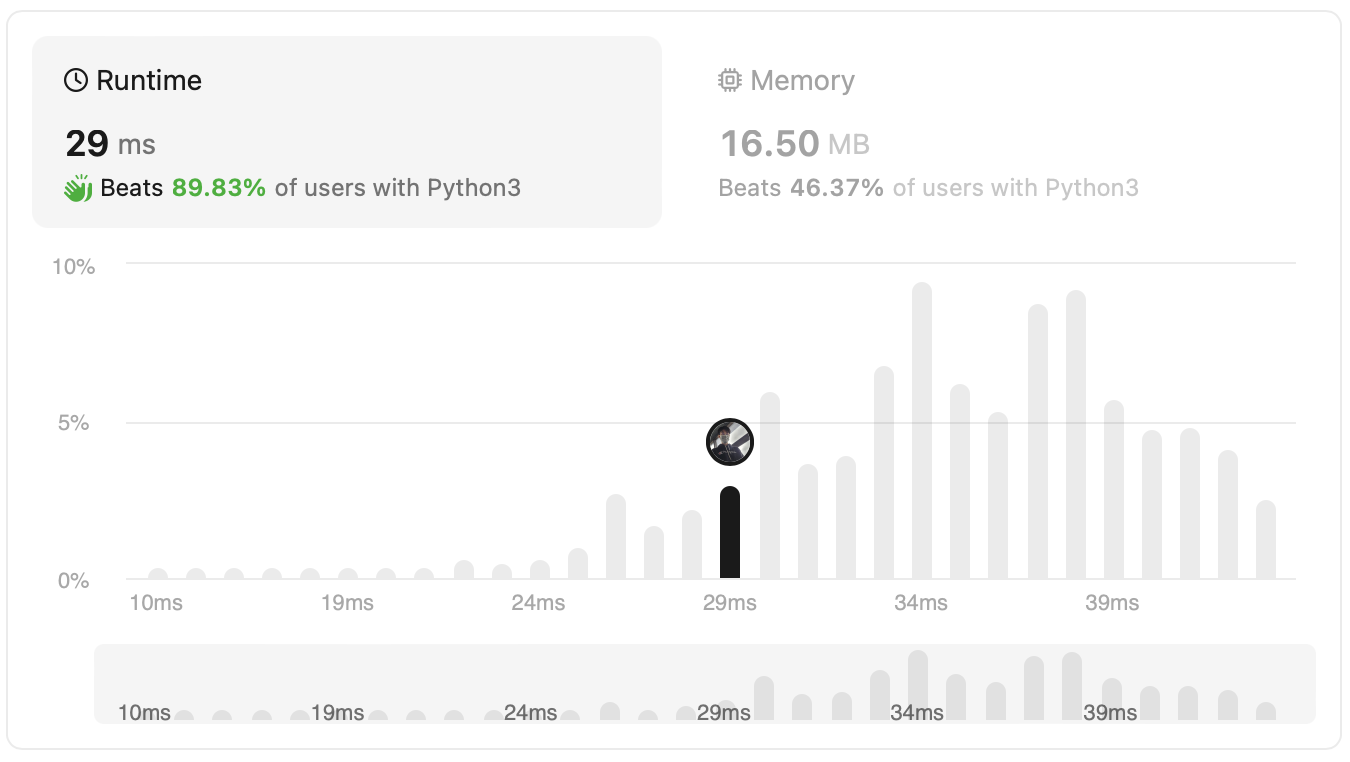 Runtime
29 ms
Beats 89.83% of users with Python3
Memory
16.50 MB
Beats 46.37% of users with Python3
10%
5%
0%
10ms 19ms 24ms 29ms 34ms 39ms
10ms 19ms 24ms 29ms 34ms 39ms